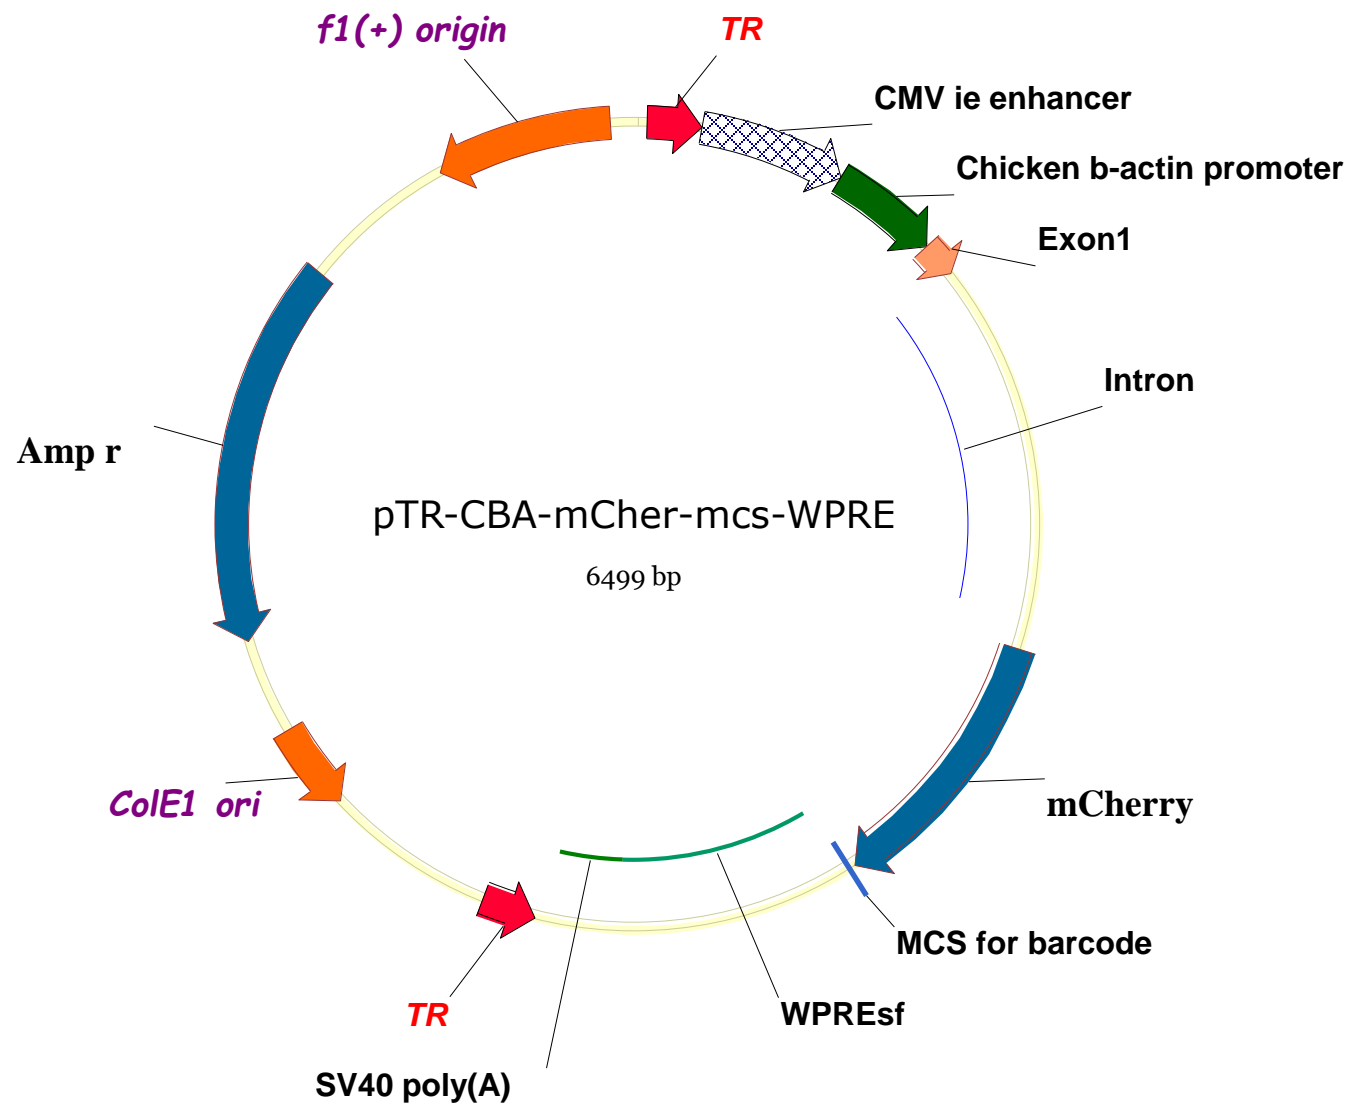 f1(+) origin
TR
CMV ie enhancer
Chicken b-actin promoter
Exon1
Intron
Amp r
pTR-CBA-mCher-mcs-WPRE
6499 bp
ColE1 ori
mCherry
MCS for barcode
WPREsf
TR
SV40 poly(A)